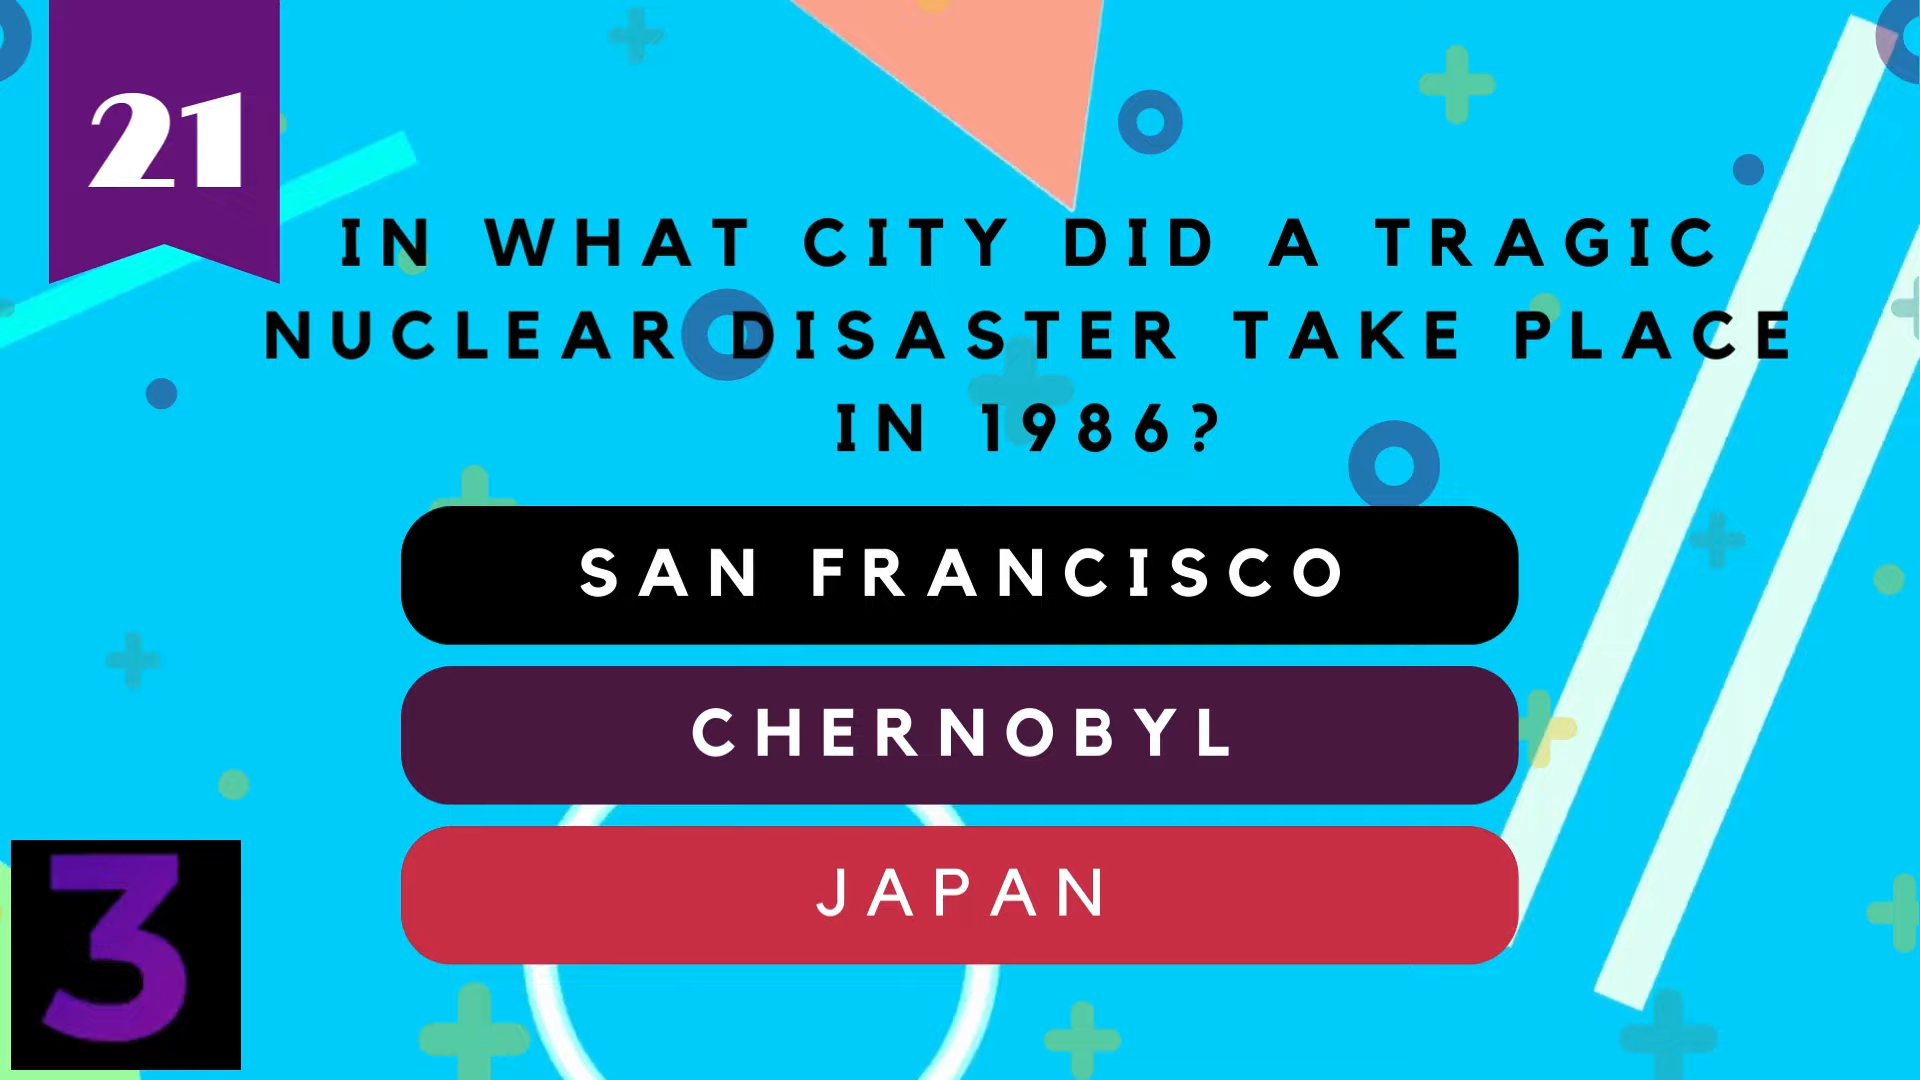 21
IN WHAT CITY DID A TRAGIC
NUCLEAR DISASTER TAKE PLACE
IN 1986?
SAN FRANCISCO
CHERNOBYL
JAPAN
3